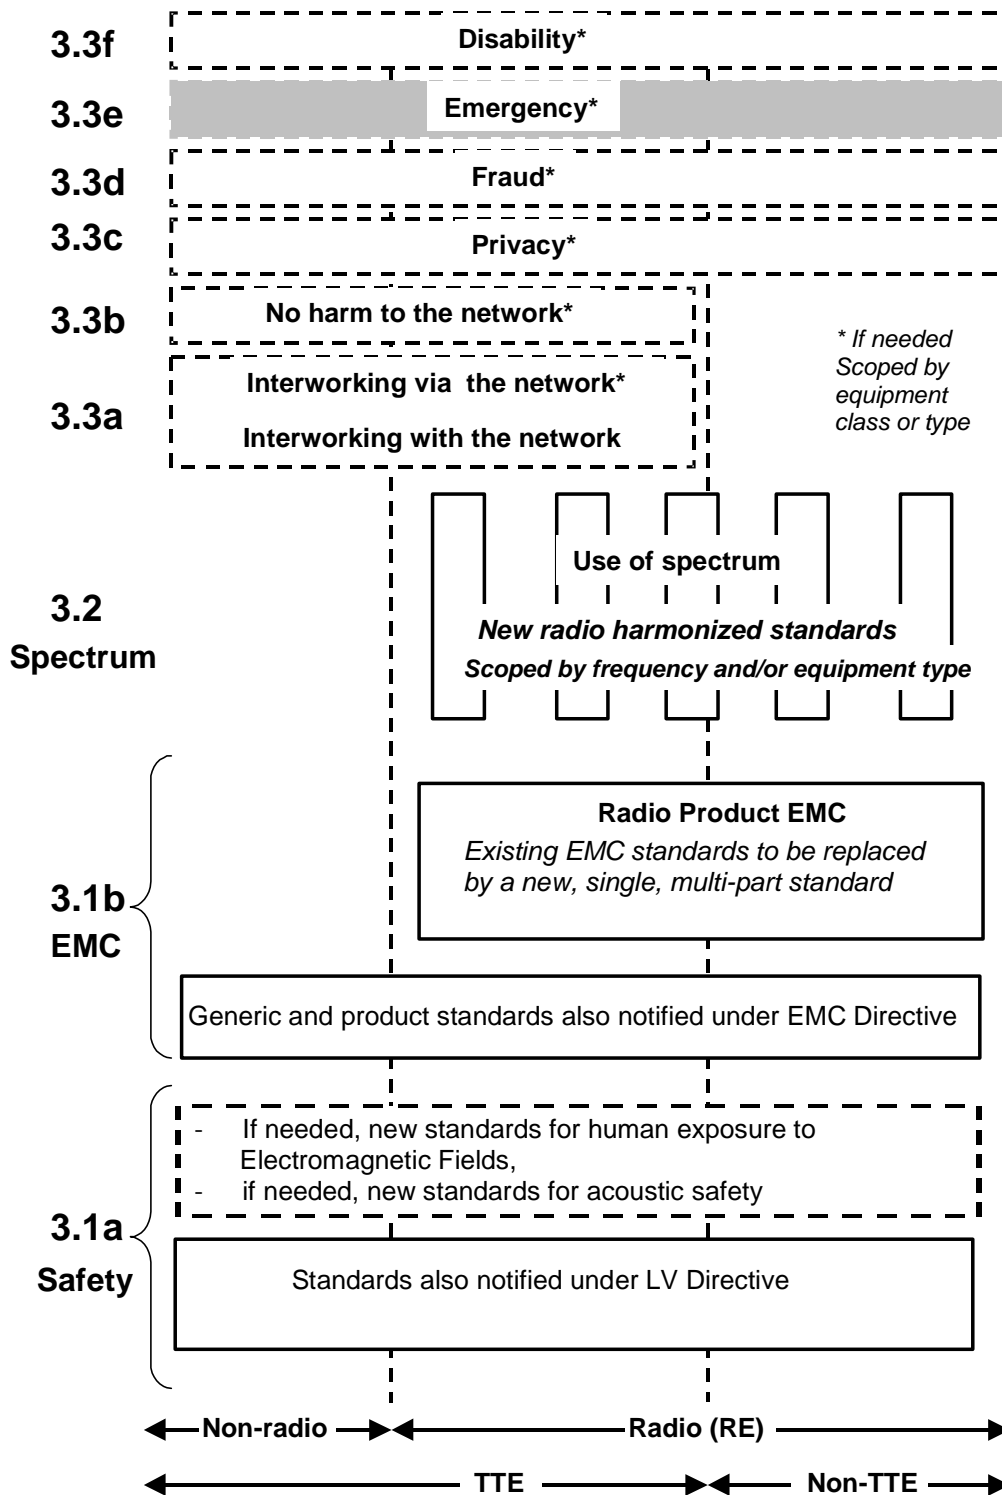 3.3f
Disability*
3.3e
Emergency*
3.3d
Fraud*
3.3c
Privacy*
3.3b
No harm to the network*
* If needed
Scoped by
equipment
class or type
3.3a
Interworking via the network*
Interworking with the network
3.2
Spectrum
Use of spectrum
New radio harmonized standards
Scoped by frequency and/or equipment type
3.1b
EMC
Radio Product EMC
Existing EMC standards to be replaced
by a new, single, multi-part standard
Generic and product standards also notified under EMC Directive
3.1a
Safety
- If needed, new standards for human exposure to
Electromagnetic Fields,
- if needed, new standards for acoustic safety
Standards also notified under LV Directive
Non-radio
Radio (RE)
TTE
Non-TTE